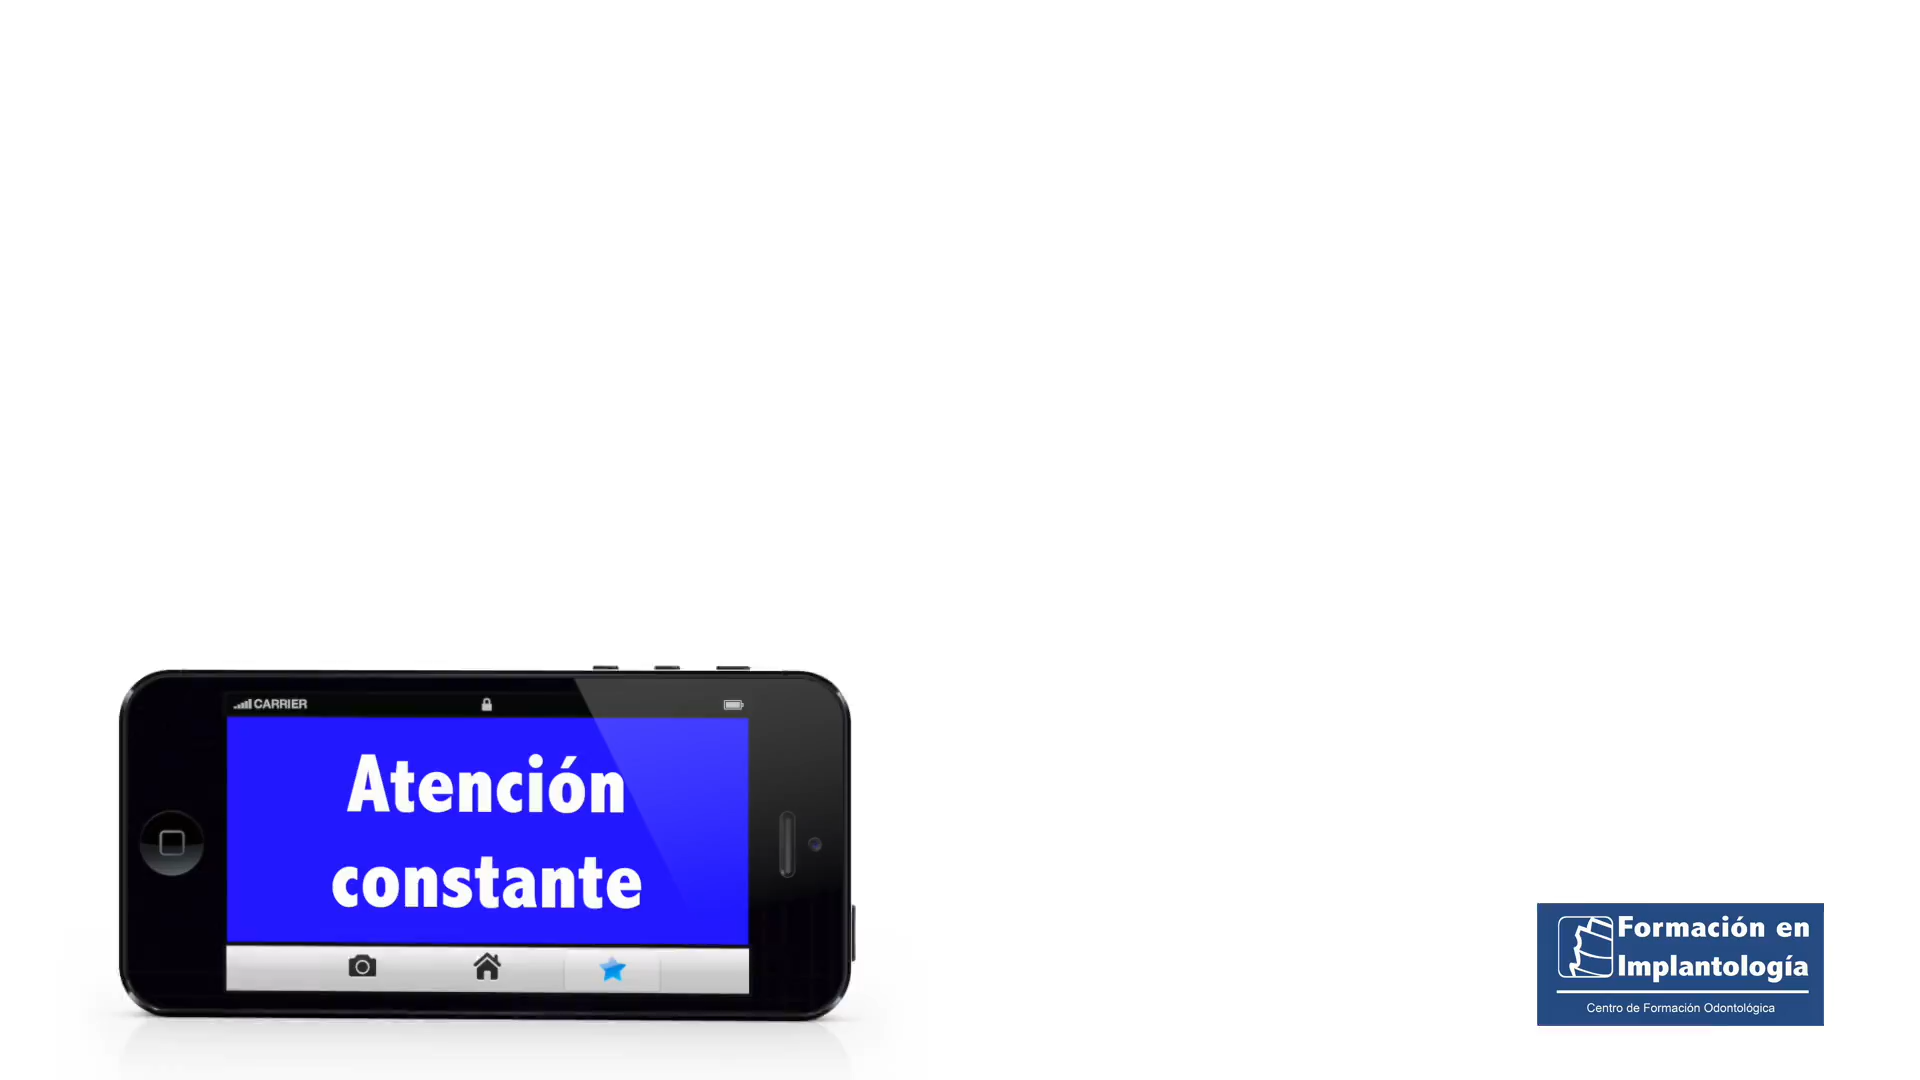 CARRIER
Atención
constante
Formación en
Implantología
Centro de Formación Odontológica